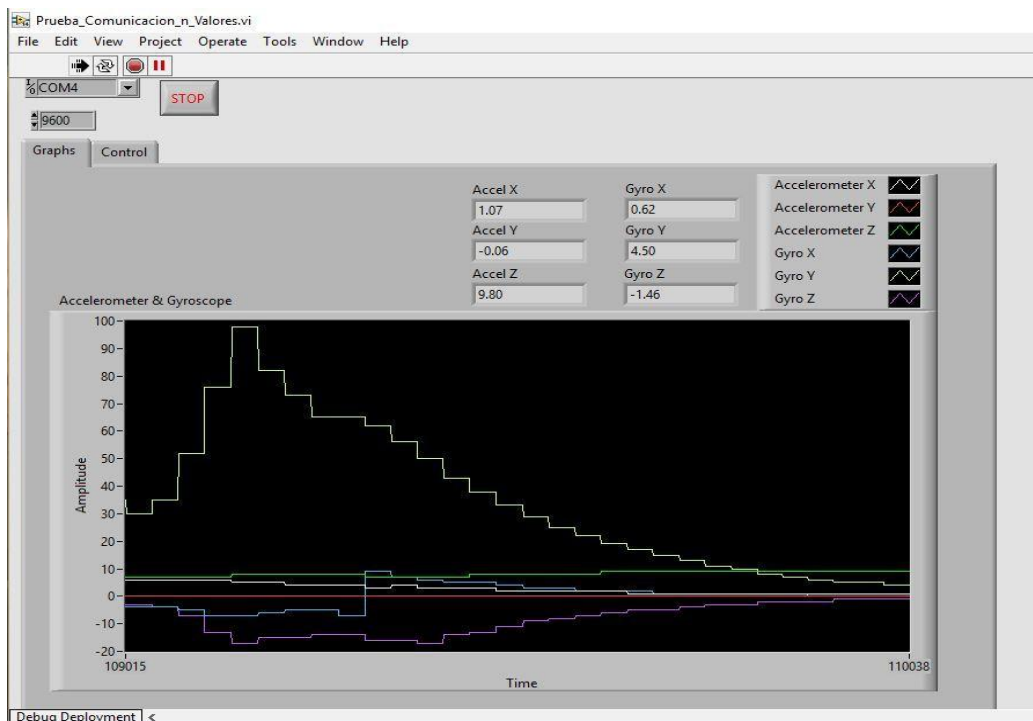 Prueba_Comunicacion_n_Valores.vi
File Edit View Project Operate Tools Window Help
COM4
STOP
9600
Graphs Control
Accel X Gyro X
1.07 0.62
Accel Y Gyro Y
-0.06 4.50
Accel Z Gyro Z
9.80 -1.46
Accelerometer X
Accelerometer Y
Accelerometer Z
Gyro X
Gyro Y
Gyro Z
Accelerometer & Gyroscope
Amplitude
100
90
80
70
60
50
40
30
20
10
0
-10
-20
109015 110038
Time
Debug Deployment <